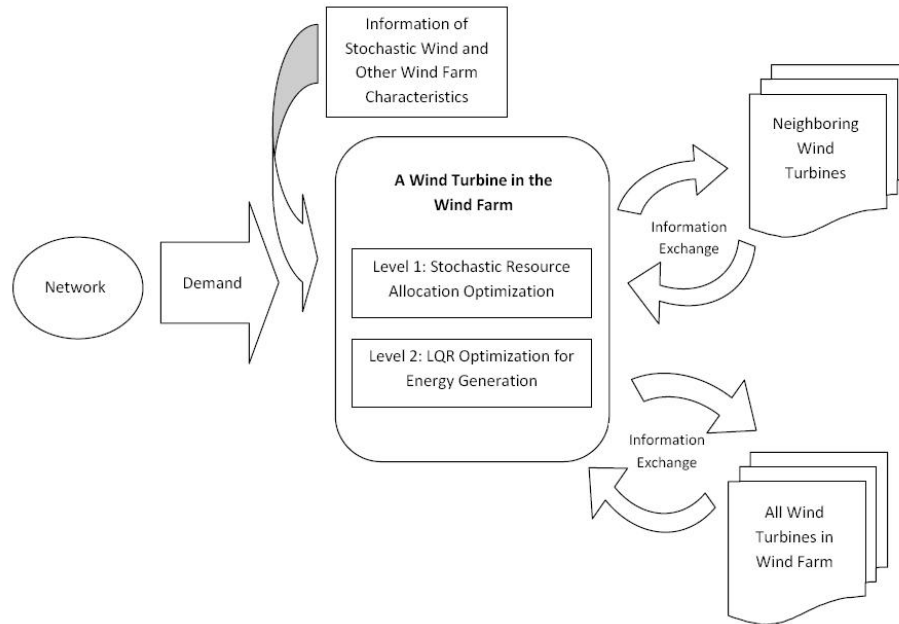 Information of
Stochastic Wind and
Other Wind Farm
Characteristics
Neighboring
Wind
Turbines
A Wind Turbine in the
Wind Farm
Information
Exchange
Level 1: Stochastic Resource
Allocation Optimization
Network
Demand
Level 2: LQR Optimization for
Energy Generation
Information
Exchange
All Wind
Turbines in
Wind Farm